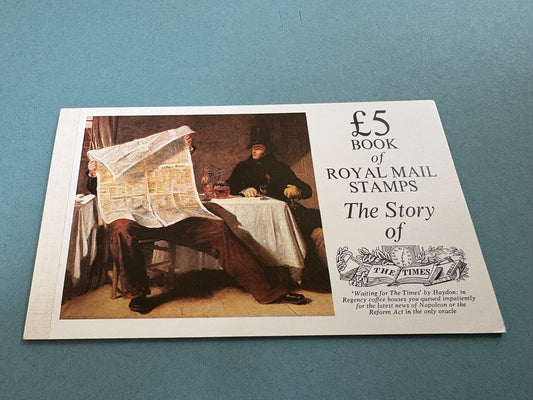 £5
BOOK
of
ROYAL MAIL
STAMPS
The Story
of
THE TIMES
'Waiting for The Times' by Haydon: in
Regency coffee houses you queued impatiently
for the latest news of Napoleon or the
Reform Act in the only oracle